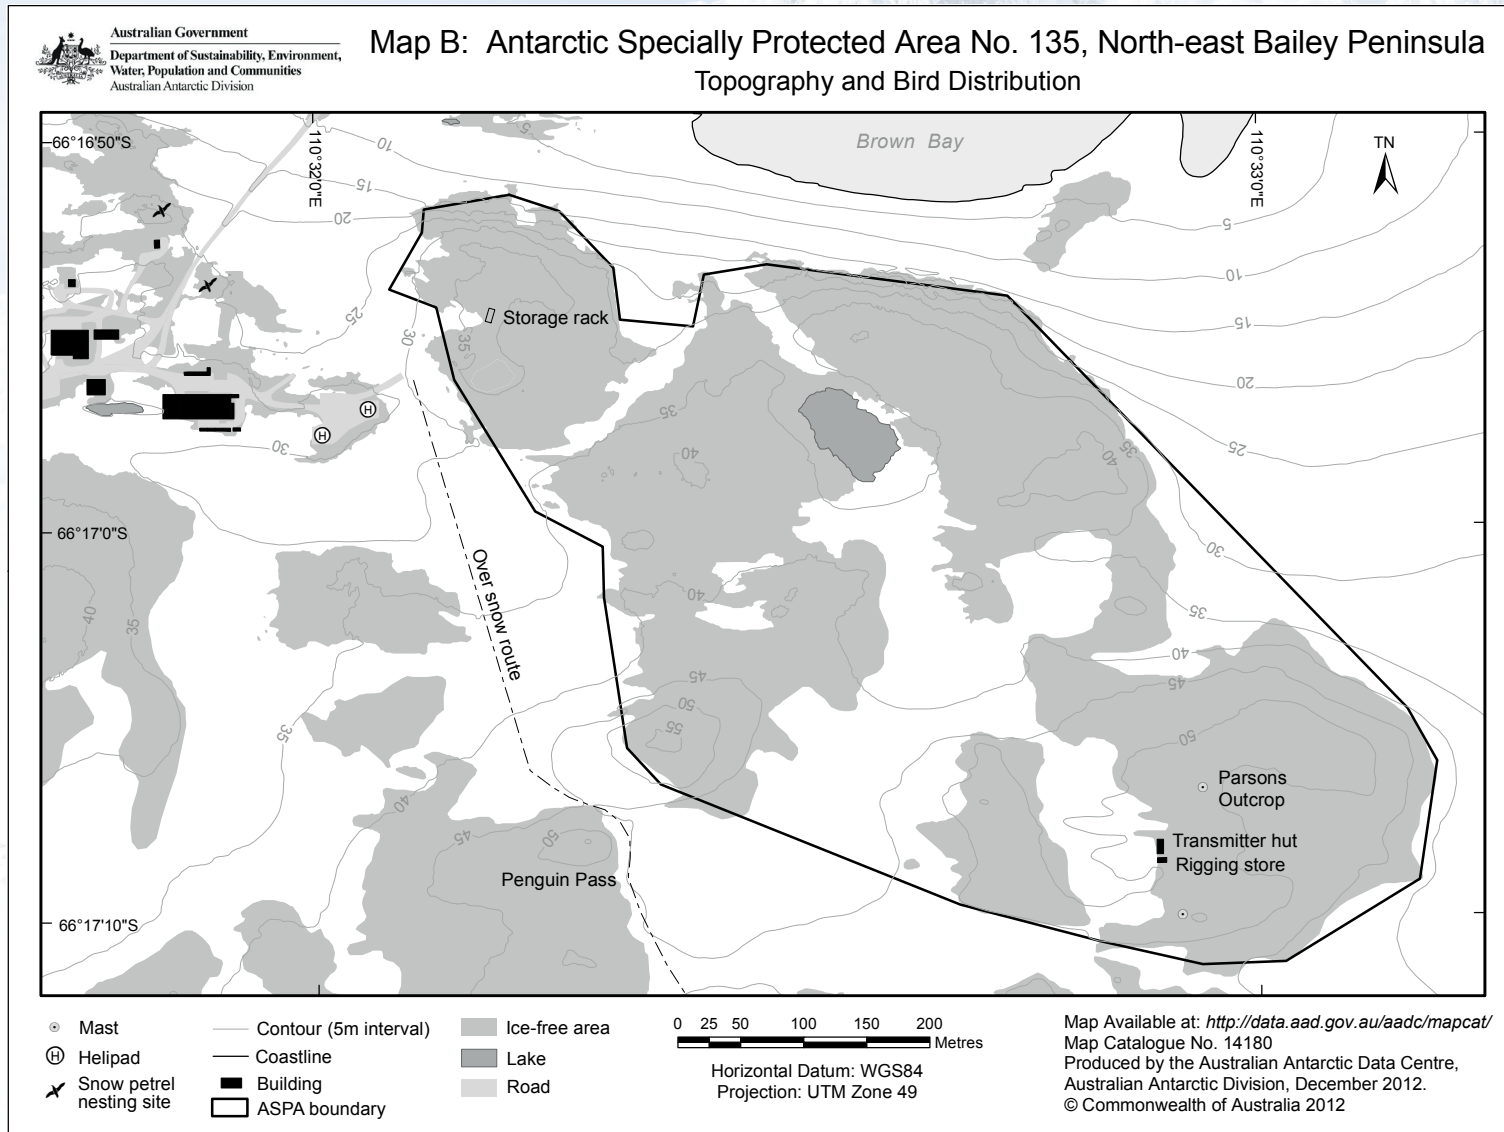 Australian Government
Department of Sustainability, Environment,
Water, Population and Communities
Australian Antarctic Division
Map B: Antarctic Specially Protected Area No. 135, North-east Bailey Peninsula
Topography and Bird Distribution
66°16'50"S
110°32'0"E
110°33'0"E
Brown Bay
TN
5
10
15
20
5
10
15
20
25
30
25
30
35
Storage rack
H
H
30
35
40
40
35
66°17'0"S
40
35
Over snow route
40
30
35
40
45
45
50
55
50
35
40
45
50
Parsons
Outcrop
Transmitter hut
Rigging store
Penguin Pass
66°17'10"S
Mast
H Helipad
Snow petrel
nesting site
Contour (5m interval)
Coastline
Building
ASPA boundary
Ice-free area
Lake
Road
0 25 50 100 150 200
Metres
Horizontal Datum: WGS84
Projection: UTM Zone 49
Map Available at: http://data.aad.gov.au/aadc/mapcat/
Map Catalogue No. 14180
Produced by the Australian Antarctic Data Centre,
Australian Antarctic Division, December 2012.
© Commonwealth of Australia 2012